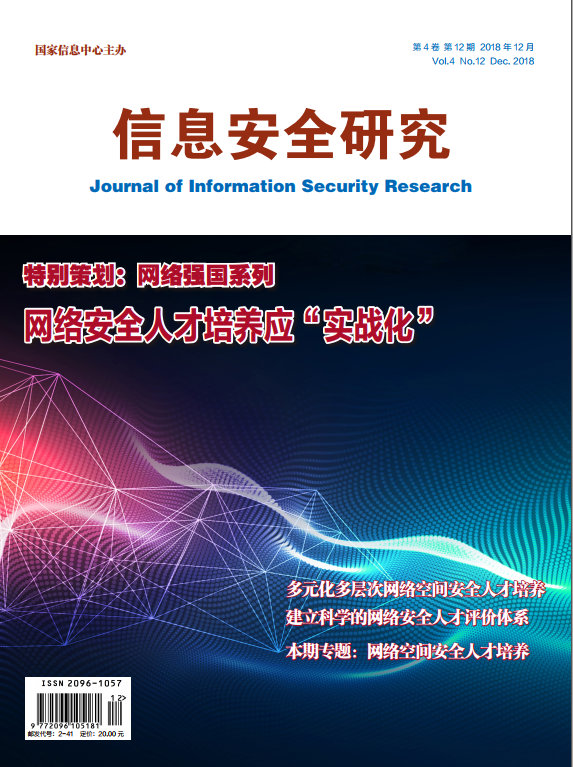 国家信息中心主办
第4卷 第12期 2018年12月
Vol.4 No.12 Dec. 2018
信息安全研究
Journal of Information Security Research
特别策划：网络强国系列
网络安全人才培养应“实战化”
多元化多层次网络空间安全人才培养
建立科学的网络安全人才评价体系
本期专题：网络空间安全人才培养
ISSN 2096-1057
12>
9 772096 105181
邮发代号：2-41 定价：20.00元